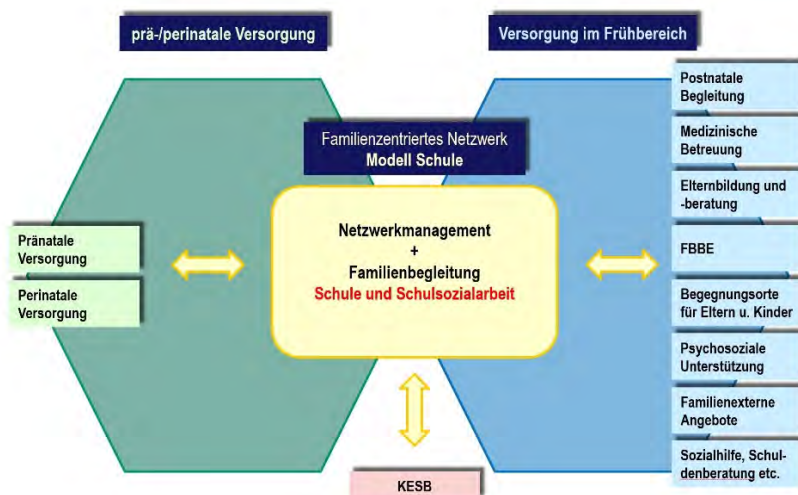 prä-/perinatale Versorgung
Versorgung im Frühbereich
Familienzentriertes Netzwerk
Modell Schule
Netzwerkmanagement
+
Familienbegleitung
Schule und Schulsozialarbeit
Pränatale
Versorgung
Perinatale
Versorgung
Postnatale
Begleitung
Medizinische
Betreuung
Elternbildung und
-beratung
FBBE
Begegnungsorte
für Eltern u. Kinder
Psychosoziale
Unterstützung
Familienexterne
Angebote
Sozialhilfe, Schul-
denberatung etc.
KESB